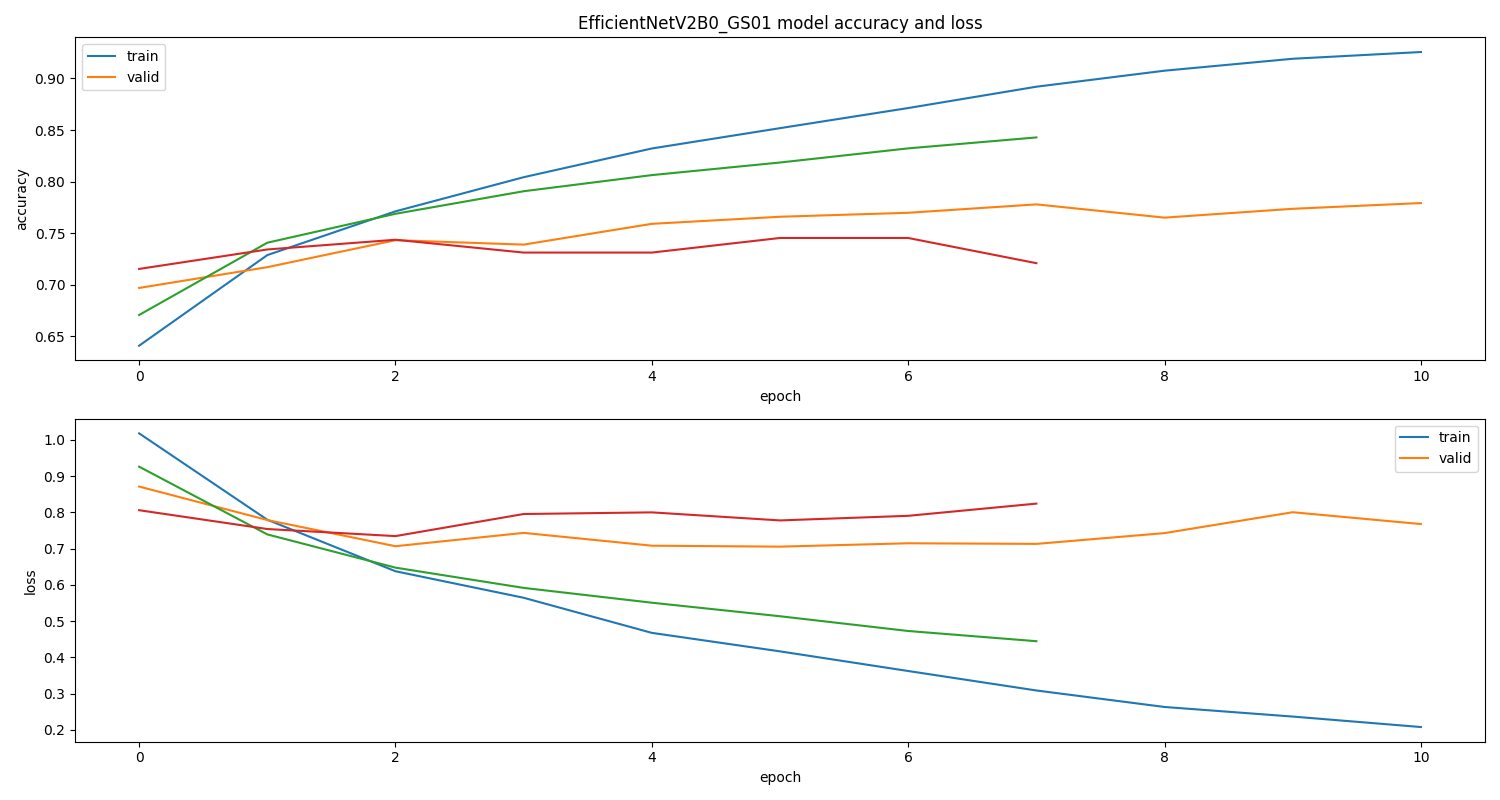 EfficientNetV2B0_GS01 model accuracy and loss
train
valid
accuracy
0.90
0.85
0.80
0.75
0.70
0.65
0 2 4 6 8 10
epoch
train
valid
loss
1.0
0.9
0.8
0.7
0.6
0.5
0.4
0.3
0.2
0 2 4 6 8 10
epoch